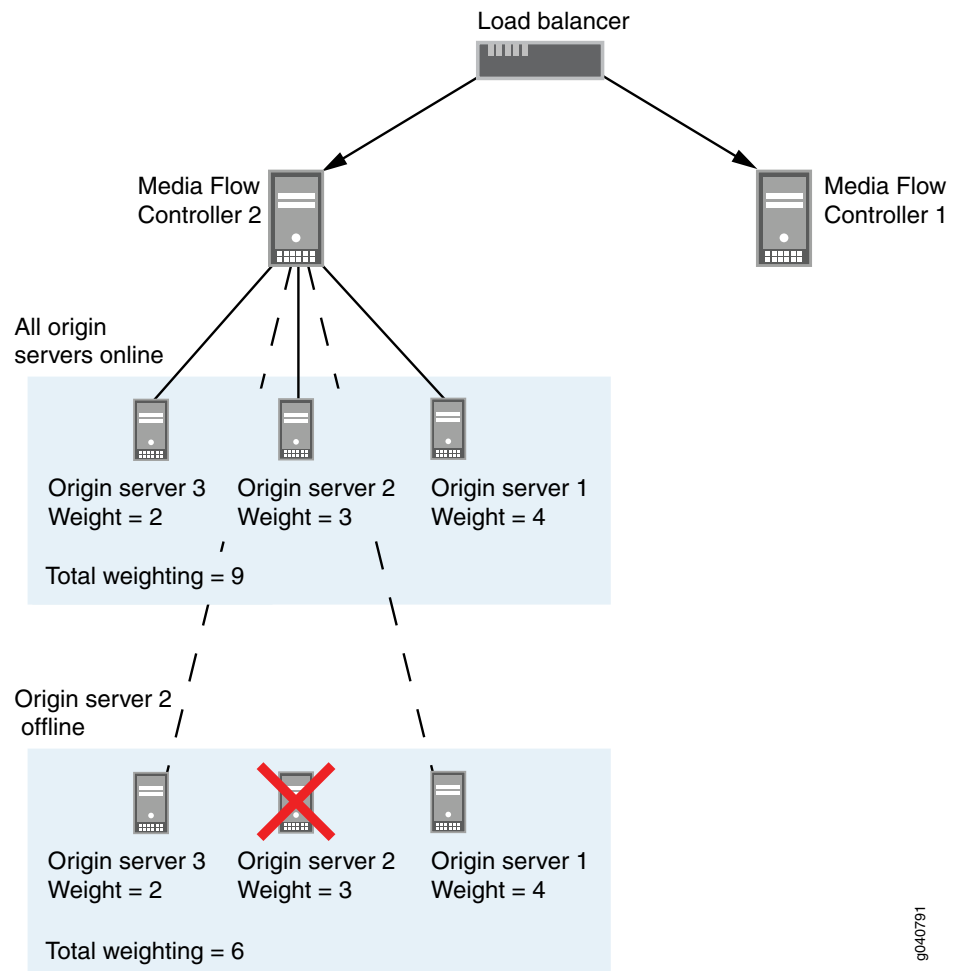 Load balancer
Media Flow
Controller 2
Media Flow
Controller 1
All origin
servers online
Origin server 3
Weight = 2
Origin server 2
Weight = 3
Origin server 1
Weight = 4
Total weighting = 9
Origin server 2
offline
Origin server 3
Weight = 2
Origin server 2
Weight = 3
Origin server 1
Weight = 4
Total weighting = 6
g040791